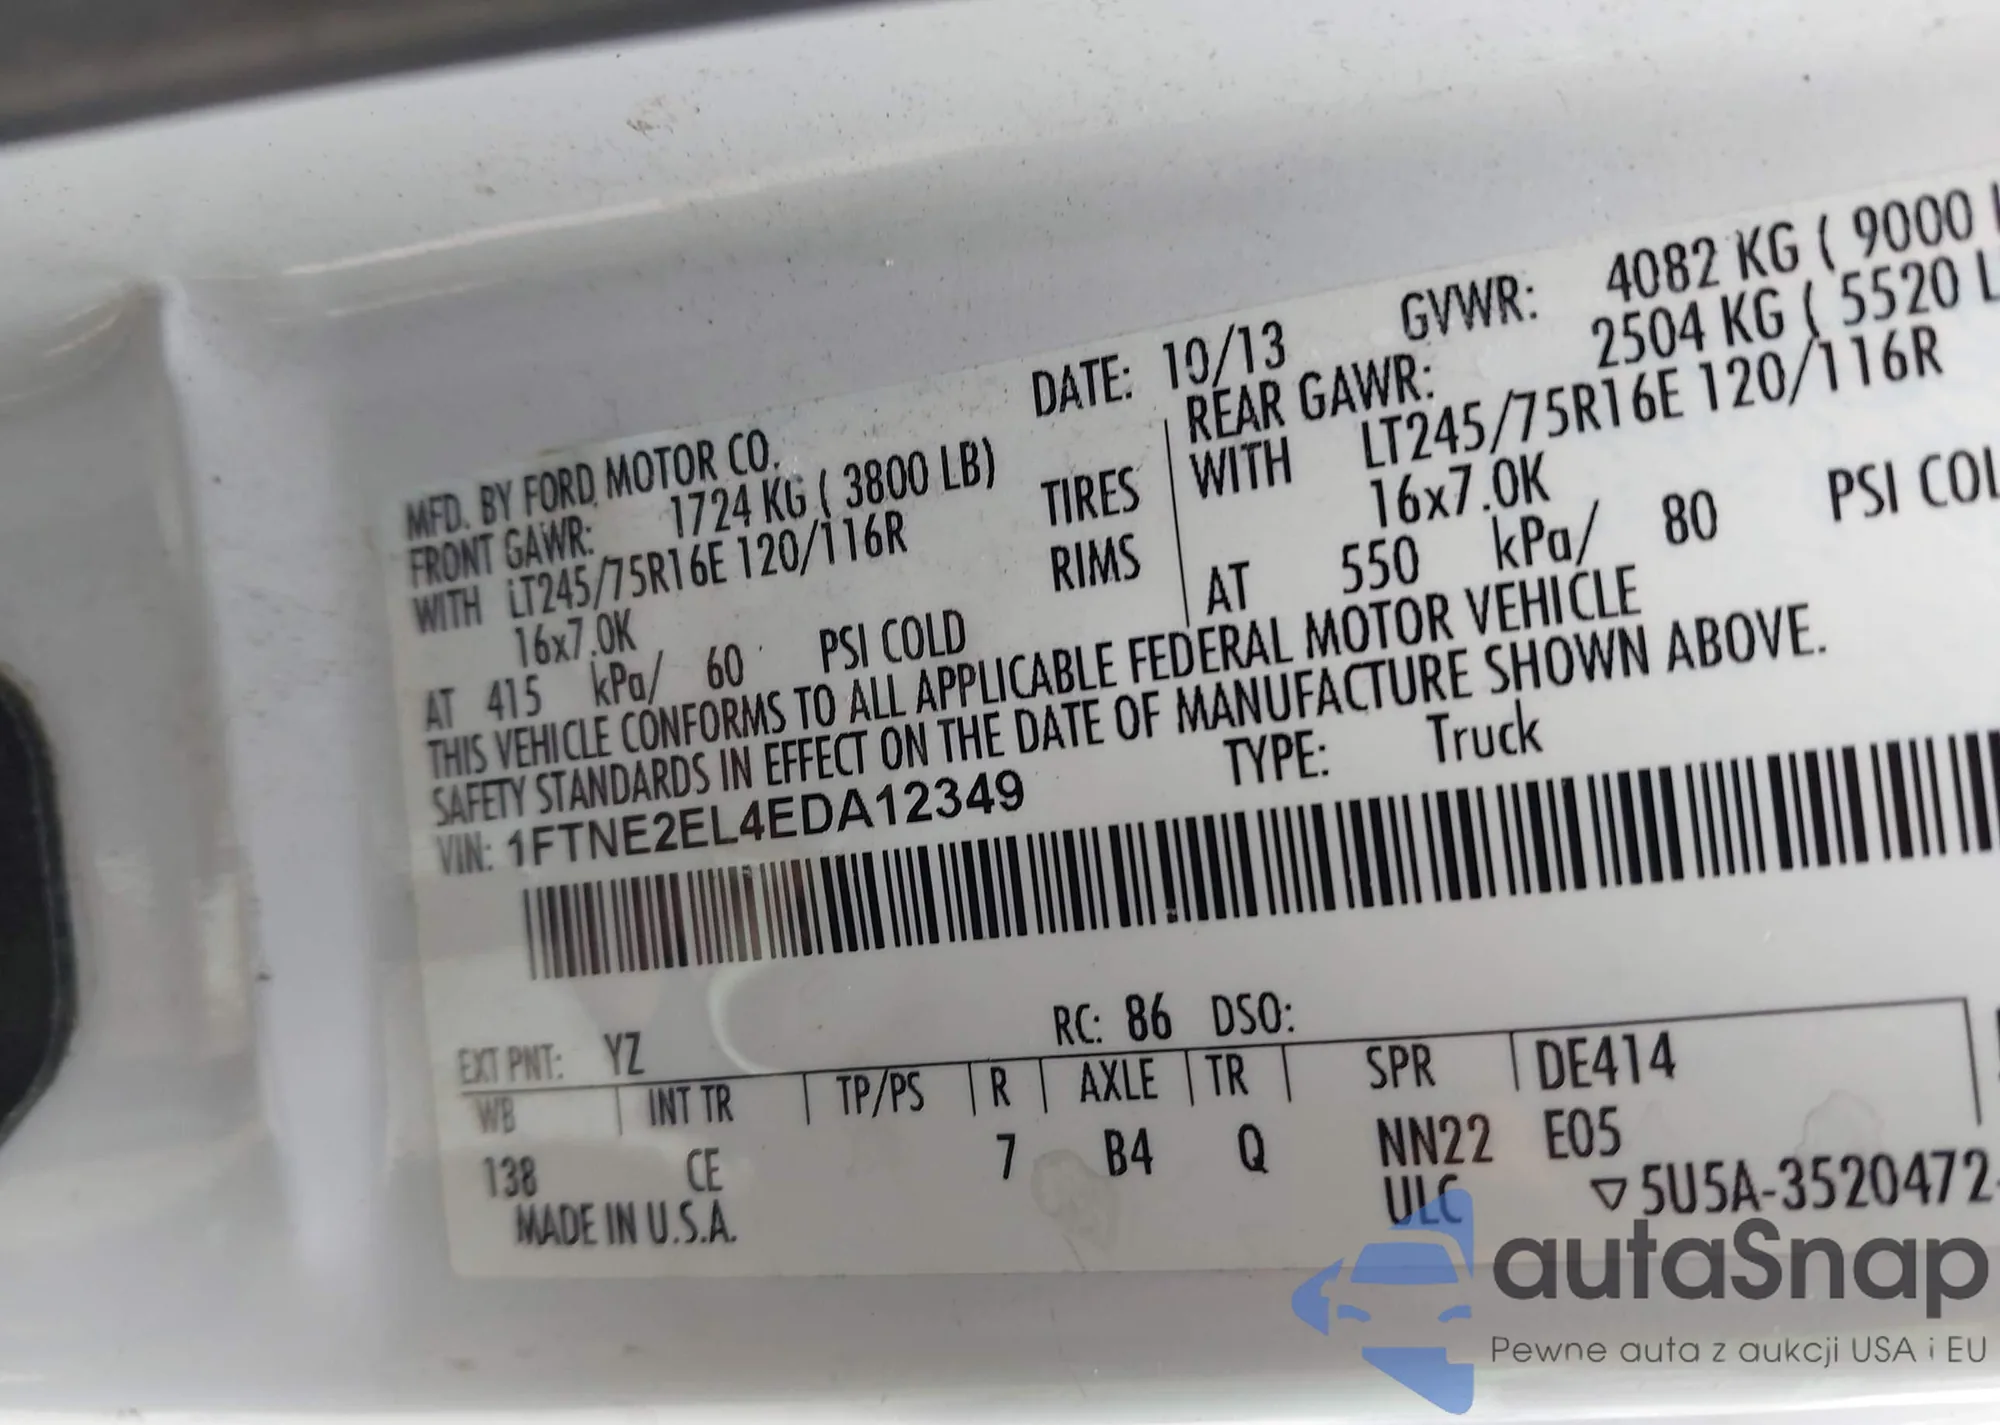 MFD. BY FORD MOTOR CO.
DATE: 10/13
GVWR: 4082 KG ( 9000
FRONT GAWR: 1724 KG ( 3800 LB)
REAR GAWR: 2504 KG ( 5520 L
WITH LT245/75R16E 120/116R
TIRES
WITH LT245/75R16E 120/116R
16x7.0K
RIMS
16x7.0K
AT 415 kPa/ 60 PSI COLD
AT 550 kPa/ 80 PSI COL
THIS VEHICLE CONFORMS TO ALL APPLICABLE FEDERAL MOTOR VEHICLE
SAFETY STANDARDS IN EFFECT ON THE DATE OF MANUFACTURE SHOWN ABOVE.
VIN: 1FTNE2EL4EDA12349
TYPE: Truck
EXT PNT: YZ
RC: 86 DSO:
WB INT TR TP/PS R AXLE TR SPR DE414
138 CE 7 B4 Q NN22 E05
MADE IN U.S.A.
ULC
▽5U5A-3520472-
autaSnap
Pewne auta z aukcji USA i EU